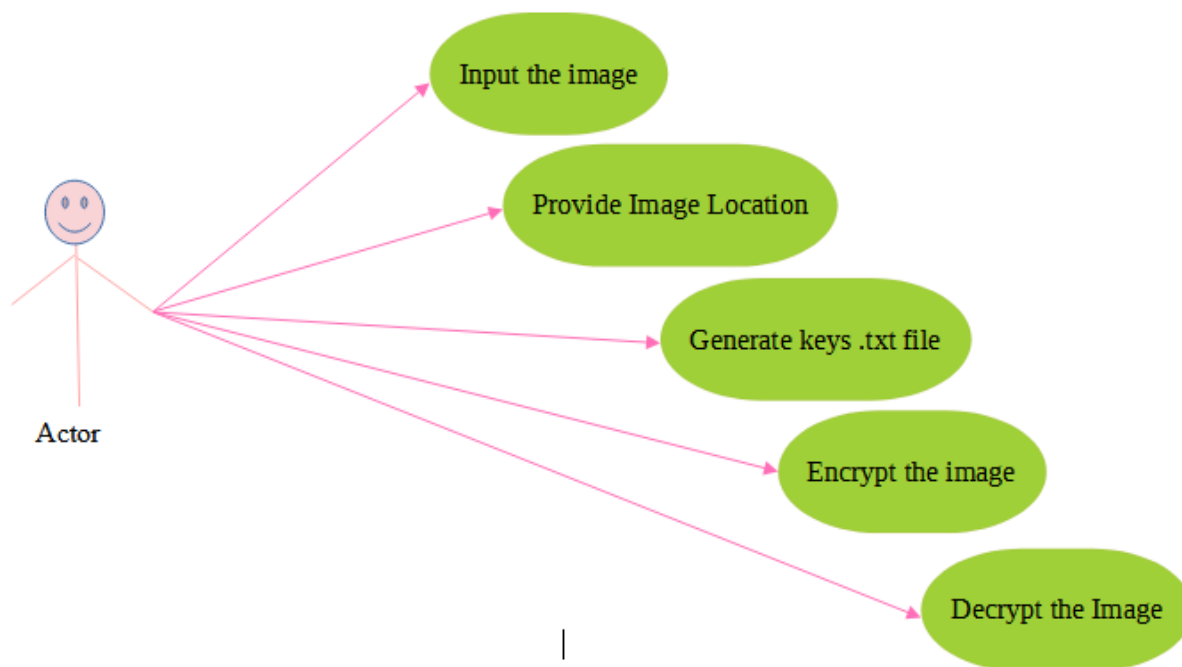 Input the image
Provide Image Location
Generate keys .txt file
Actor
Encrypt the image
Decrypt the Image